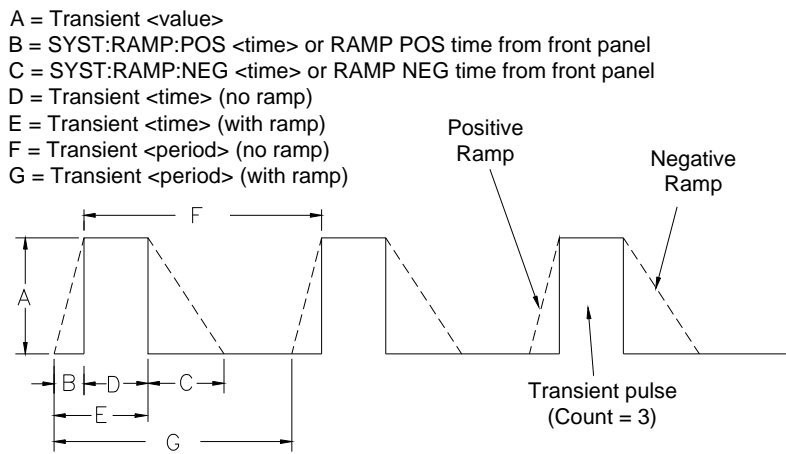 A = Transient <value>
B = SYST:RAMP:POS <time> or RAMP POS time from front panel
C = SYST:RAMP:NEG <time> or RAMP NEG time from front panel
D = Transient <time> (no ramp)
E = Transient <time> (with ramp)
F = Transient <period> (no ramp)
G = Transient <period> (with ramp)
Positive
Ramp
Negative
Ramp
F
A
B
D
C
E
G
Transient pulse
(Count = 3)